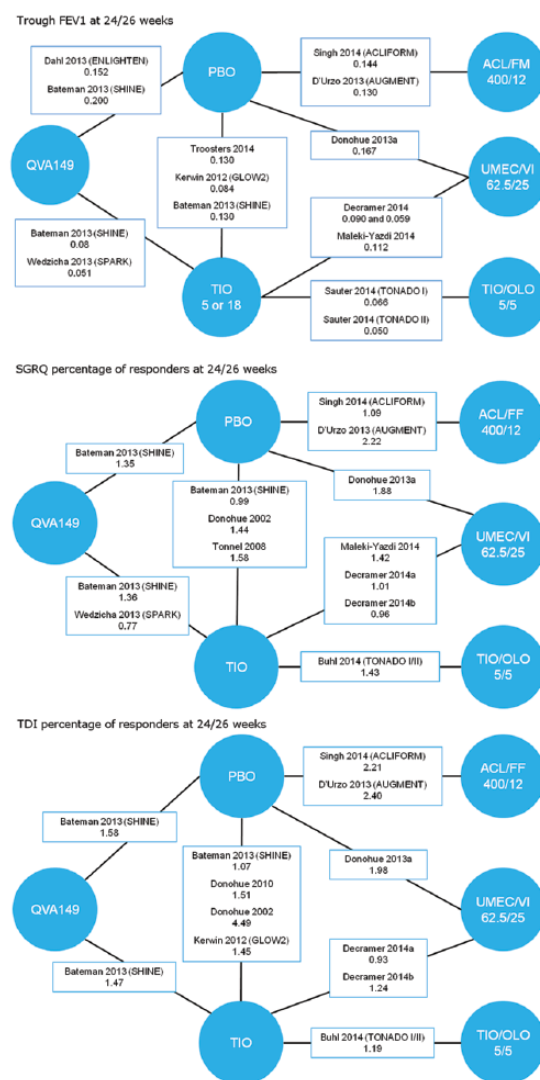 Trough FEV1 at 24/26 weeks
Dahl 2013 (ENLIGHTEN)
0.152
Bateman 2013 (SHINE)
0.200
PBO
Singh 2014 (ACLIFORM)
0.144
D'Urzo 2013 (AUGMENT)
0.130
ACL/FM
400/12
Donohue 2013a
0.167
QVA149
Troosters 2014
0.130
Kerwin 2012 (GLOW2)
0.084
Bateman 2013 (SHINE)
0.130
UMEC/VI
62.5/25
Decramer 2014
0.090 and 0.059
Maleki-Yazdi 2014
0.112
Bateman 2013 (SHINE)
0.08
Wedzicha 2013 (SPARK)
0.051
TIO
5 or 18
Sauter 2014 (TONADO I)
0.066
Sauter 2014 (TONADO II)
0.050
TIO/OLO
5/5
SGRQ percentage of responders at 24/26 weeks
Bateman 2013 (SHINE)
1.35
PBO
Singh 2014 (ACLIFORM)
1.09
D'Urzo 2013 (AUGMENT)
2.22
ACL/FF
400/12
Donohue 2013a
1.88
QVA149
Bateman 2013 (SHINE)
0.99
Donohue 2002
1.44
Tonnel 2008
1.58
UMEC/VI
62.5/25
Maleki-Yazdi 2014
1.42
Decramer 2014a
1.01
Decramer 2014b
0.96
Bateman 2013 (SHINE)
1.36
Wedzicha 2013 (SPARK)
0.77
TIO
Buhl 2014 (TONADO I/II)
1.43
TIO/OLO
5/5
TDI percentage of responders at 24/26 weeks
Bateman 2013 (SHINE)
1.58
PBO
Singh 2014 (ACLIFORM)
2.21
D'Urzo 2013 (AUGMENT)
2.40
ACL/FF
400/12
Donohue 2013a
1.98
QVA149
Bateman 2013 (SHINE)
1.07
Donohue 2010
1.51
Donohue 2002
4.49
Kerwin 2012 (GLOW2)
1.45
UMEC/VI
62.5/25
Decramer 2014a
0.93
Decramer 2014b
1.24
Bateman 2013 (SHINE)
1.47
TIO
Buhl 2014 (TONADO I/II)
1.19
TIO/OLO
5/5